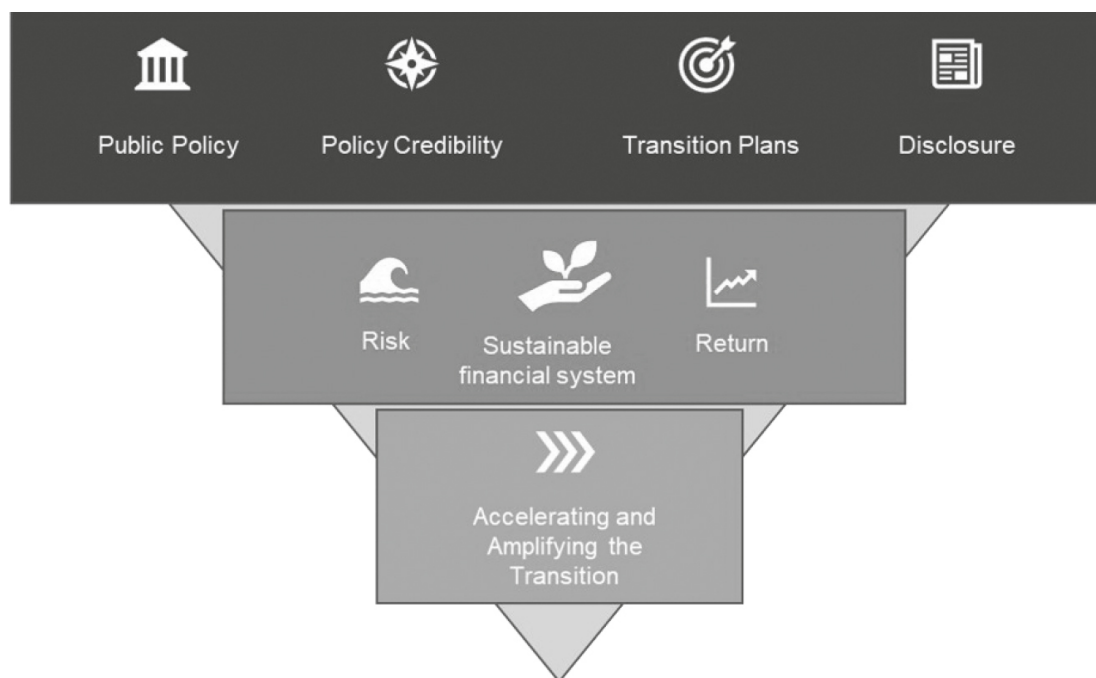 Public Policy
Policy Credibility
Transition Plans
Disclosure
Risk
Sustainable
financial system
Return
Accelerating and
Amplifying the
Transition